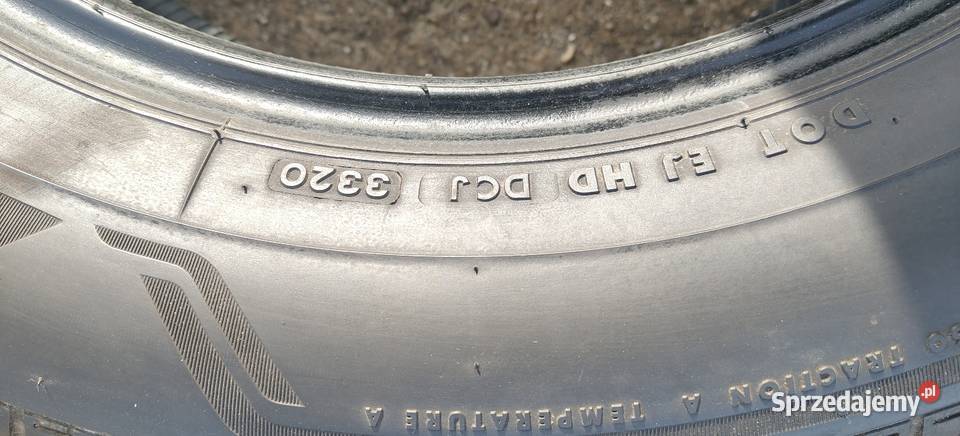 DOT EJ HD DCJ 3320
TRACTION A TEMPERATURE A
Sprzedajemy.pl